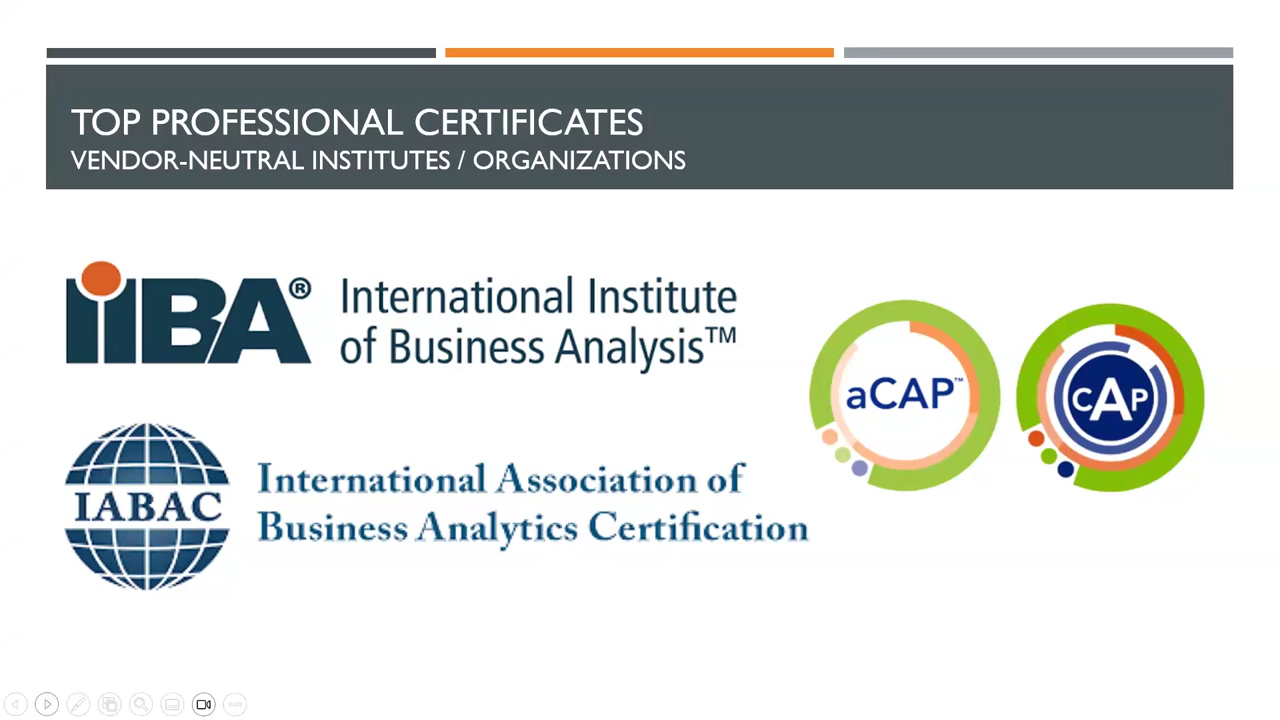 TOP PROFESSIONAL CERTIFICATES
VENDOR-NEUTRAL INSTITUTES / ORGANIZATIONS
iiBA® International Institute
of Business Analysis™
aCAP™
CAP
IABAC
International Association of
Business Analytics Certification